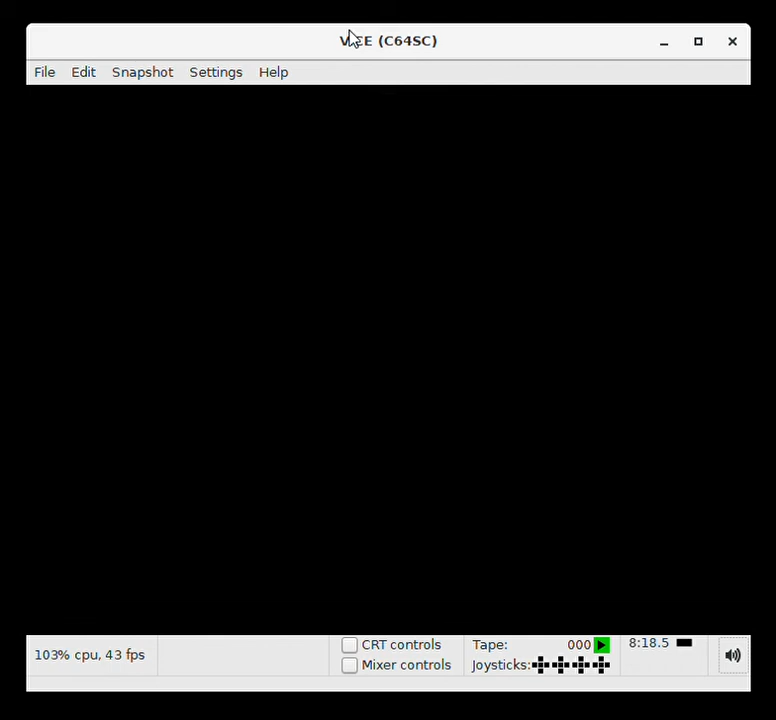 VICE (C64SC)
File Edit Snapshot Settings Help
103% cpu, 43 fps
CRT controls
Mixer controls
Tape: 000
Joysticks:
8:18.5